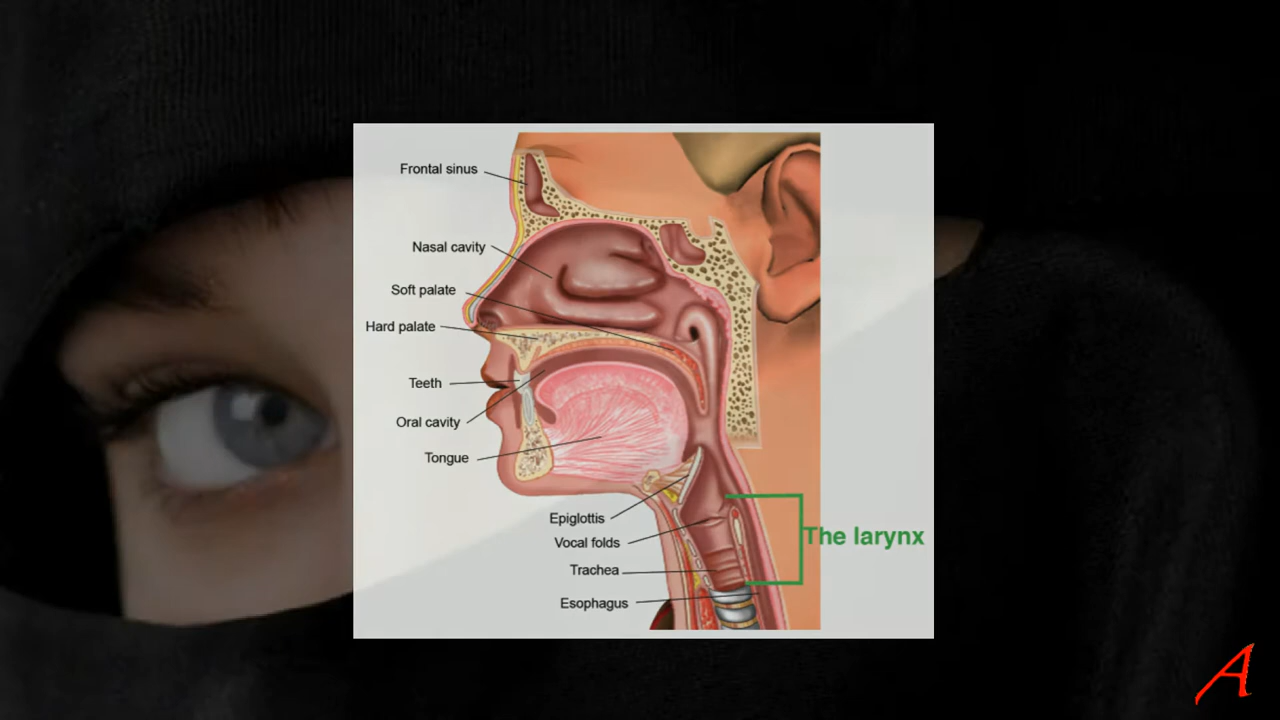 Frontal sinus
Nasal cavity
Soft palate
Hard palate
Teeth
Oral cavity
Tongue
Epiglottis
Vocal folds
The larynx
Trachea
Esophagus
A